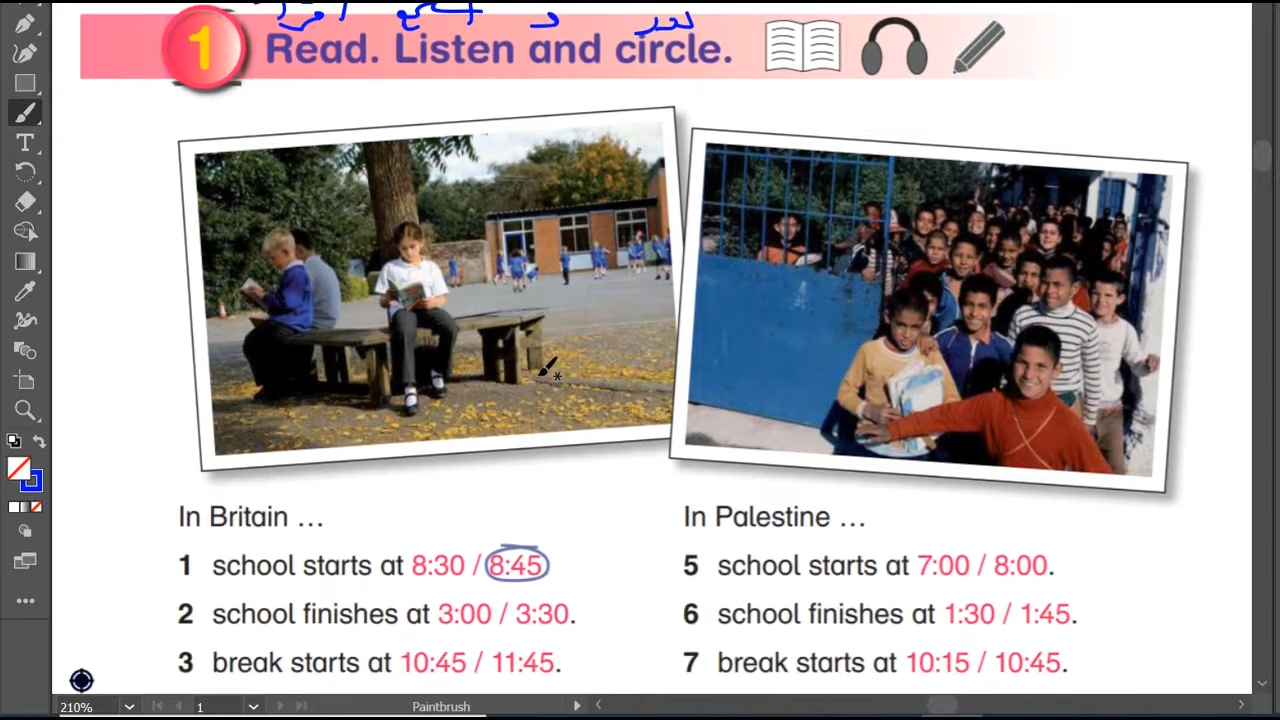 1 Read. Listen and circle.
In Britain ...
1 school starts at 8:30 / 8:45
2 school finishes at 3:00 / 3:30.
3 break starts at 10:45 / 11:45.
In Palestine ...
5 school starts at 7:00 / 8:00.
6 school finishes at 1:30 / 1:45.
7 break starts at 10:15 / 10:45.
210%
1
Paintbrush